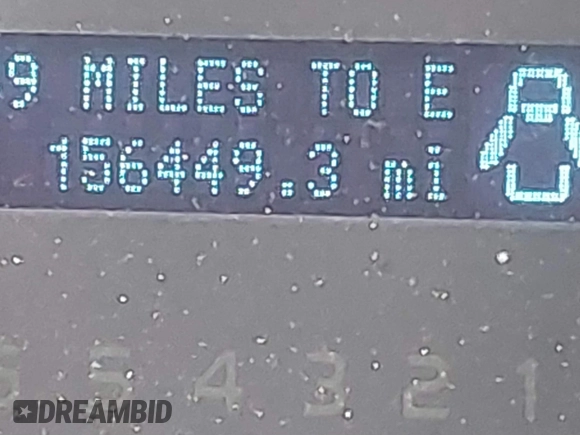 9 MILES TO E
156449.3 mi
5 4 3 2 1
DREAMBID